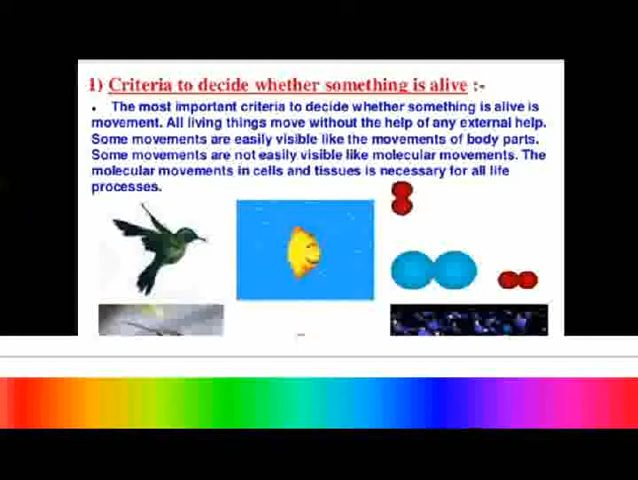 1) Criteria to decide whether something is alive :-
• The most important criteria to decide whether something is alive is
movement. All living things move without the help of any external help.
Some movements are easily visible like the movements of body parts.
Some movements are not easily visible like molecular movements. The
molecular movements in cells and tissues is necessary for all life
processes.